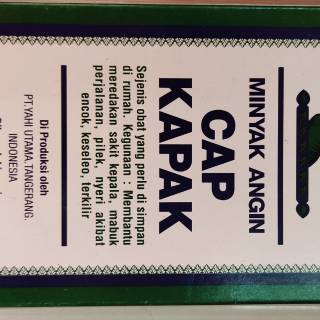 MINYAK ANGIN
CAP
KAPAK
Sejenis obat yang perlu di simpan
di rumah. Kegunaan : Membantu
meredakan sakit kepala, mabuk
perjalanan, pilek, nyeri akibat
encok, keseleo, terkilir
Di Produksi oleh
PT. YAHI UTAMA, TANGERANG.
INDONESIA